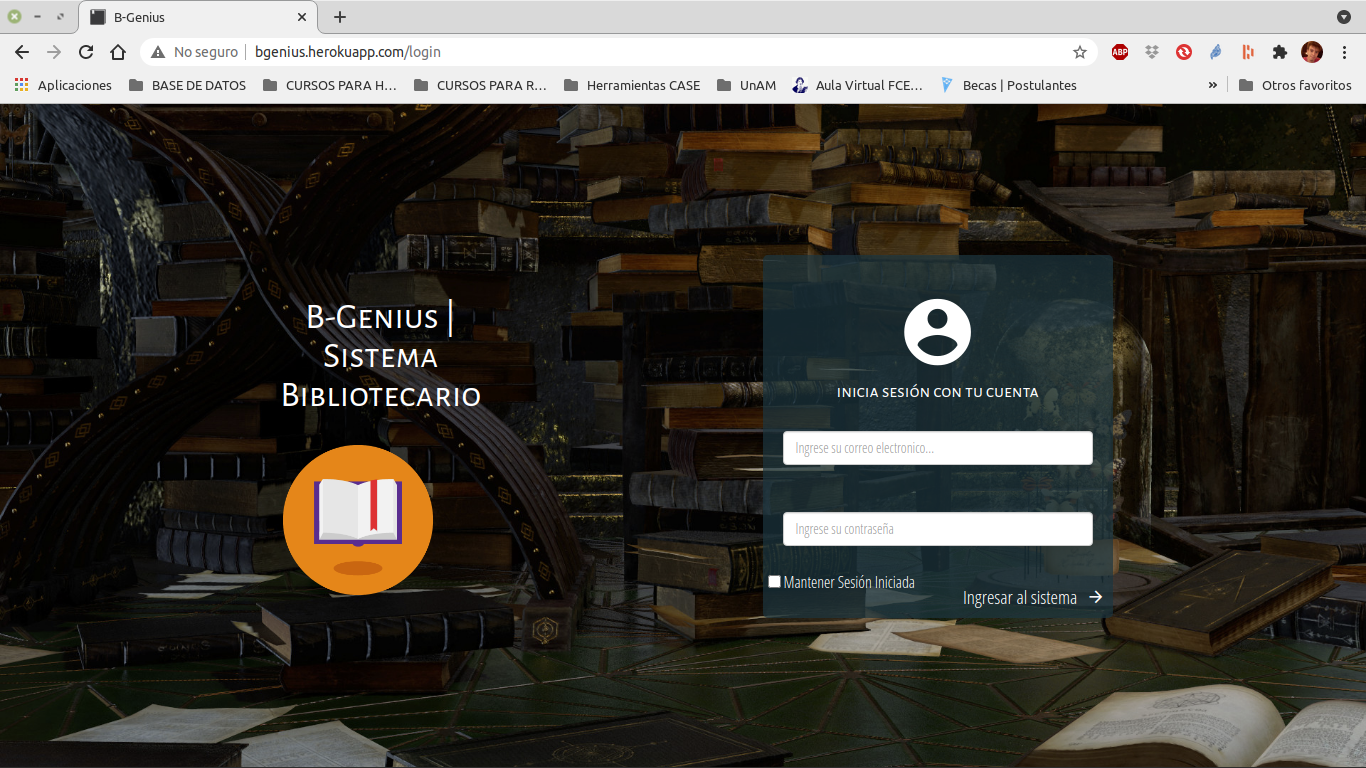 B-Genius
No seguro
bgenius.herokuapp.com/login
ABP
Aplicaciones
BASE DE DATOS
CURSOS PARA H...
CURSOS PARA R...
Herramientas CASE
UnAM
Aula Virtual FCE...
Becas | Postulantes
»
Otros favoritos
B-Genius |
Sistema
Bibliotecario
inicia sesión con tu cuenta
Ingrese su correo electronico...
Ingrese su contraseña
Mantener Sesión Iniciada
Ingresar al sistema